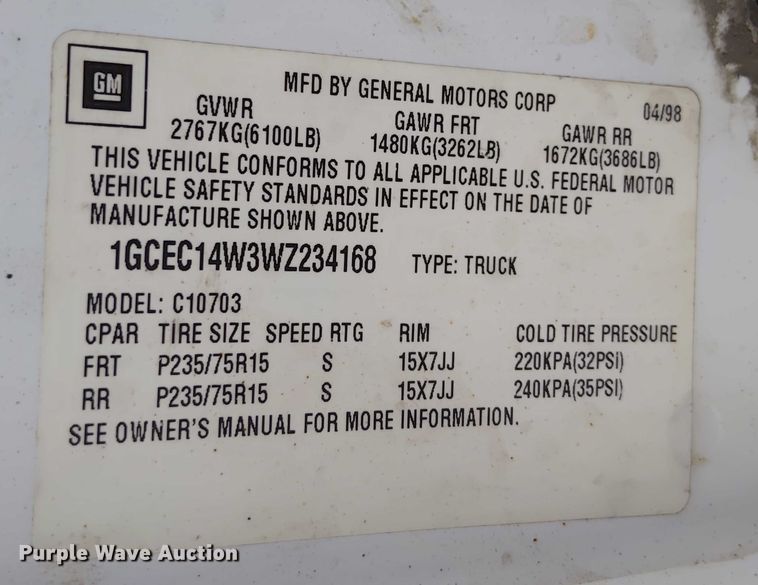 GM
MFD BY GENERAL MOTORS CORP 04/98
GVWR GAWR FRT GAWR RR
2767KG(6100LB) 1480KG(3262LB) 1672KG(3686LB)
THIS VEHICLE CONFORMS TO ALL APPLICABLE U.S. FEDERAL MOTOR
VEHICLE SAFETY STANDARDS IN EFFECT ON THE DATE OF
MANUFACTURE SHOWN ABOVE.
1GCEC14W3WZ234168 TYPE: TRUCK
MODEL: C10703
CPAR TIRE SIZE SPEED RTG RIM COLD TIRE PRESSURE
FRT P235/75R15 S 15X7JJ 220KPA(32PSI)
RR P235/75R15 S 15X7JJ 240KPA(35PSI)
SEE OWNER'S MANUAL FOR MORE INFORMATION.
Purple Wave Auction